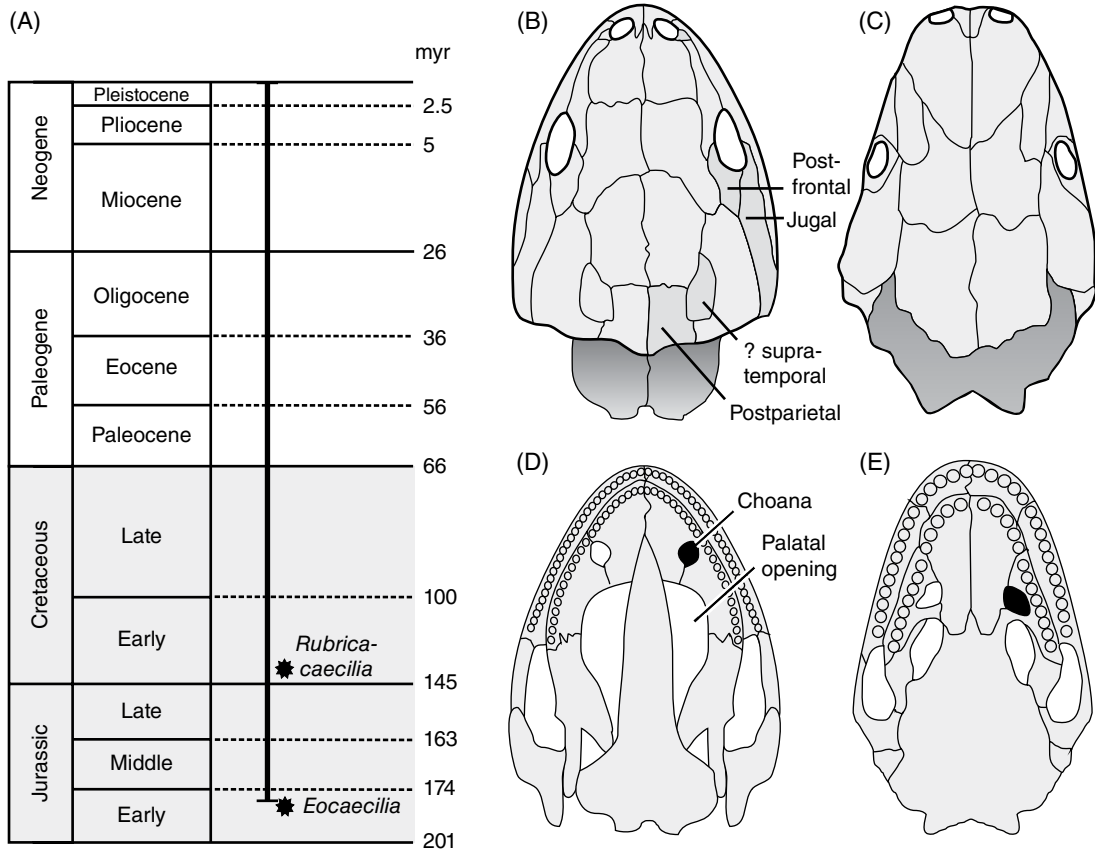 (A)
myr
Neogene
Pleistocene
2.5
Pliocene
5
Miocene
26
Paleogene
Oligocene
36
Eocene
56
Paleocene
66
Cretaceous
Late
100
Early
Rubrica-
caecilia
145
Jurassic
Late
163
Middle
174
Early
Eocaecilia
201
(B)
Post-
frontal
Jugal
? supra-
temporal
Postparietal
(C)
(D)
Choana
Palatal
opening
(E)